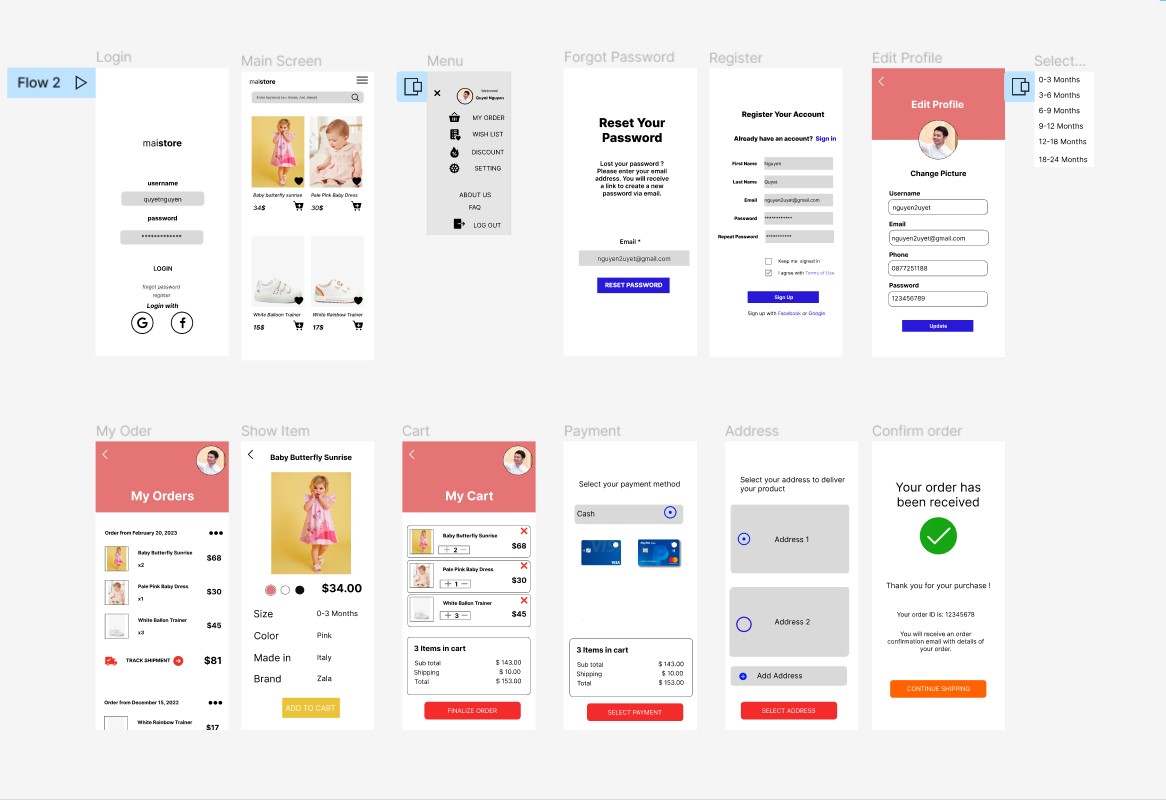 Flow 2
Login
maistore
username
quyetnguyen
password
*************
LOGIN
forgot password
register
Login with
G f
Main Screen
maistore
Baby butterfly sunrise
34$
Pale Pink Baby Dress
30$
White Balloon Trainer
15$
White Rainbow Trainer
17$
Menu
Welcome!
Quyet Nguyen
MY ORDER
WISH LIST
DISCOUNT
SETTING
ABOUT US
FAQ
LOG OUT
Forgot Password
Reset Your
Password
Lost your password ?
Please enter your email
address. You will receive
a link to create a new
password via email.
Email *
nguyen2uyet@gmail.com
RESET PASSWORD
Register
Register Your Account
Already have an account? Sign in
First Name Nguyen
Last Name Quyet
Email nguyen2uyet@gmail.com
Password ************
Repeat Password ***********
Keep me signed in
I agree with Terms of Use
Sign Up
Sign up with Facebook or Google
Edit Profile
Edit Profile
Change Picture
Username
nguyen2uyet
Email
nguyen2uyet@gmail.com
Phone
0877251188
Password
123456789
Update
Select...
0-3 Months
3-6 Months
6-9 Months
9-12 Months
12-18 Months
18-24 Months
My Oder
My Orders
Order from February 20, 2023
Baby Butterfly Sunrise
x2
$68
Pale Pink Baby Dress
x1
$30
White Ballon Trainer
x3
$45
TRACK SHIPMENT $81
Order from December 15, 2022
White Rainbow Trainer
$17
Show Item
Baby Butterfly Sunrise
$34.00
Size 0-3 Months
Color Pink
Made in Italy
Brand Zala
ADD TO CART
Cart
My Cart
Baby Butterfly Sunrise
+ 2 −
$68
Pale Pink Baby Dress
+ 1 −
$30
White Ballon Trainer
+ 3 −
$45
3 Items in cart
Sub total $ 143.00
Shipping $ 10.00
Total $ 153.00
FINALIZE ORDER
Payment
Select your payment method
Cash
VISA
PayPal
3 Items in cart
Sub total $ 143.00
Shipping $ 10.00
Total $ 153.00
SELECT PAYMENT
Address
Select your address to deliver
your product
Address 1
Address 2
Add Address
SELECT ADDRESS
Confirm order
Your order has
been received
Thank you for your purchase !
Your order ID is: 12345678
You will receive an order
confirmation email with details of
your order.
CONTINUE SHIPPING